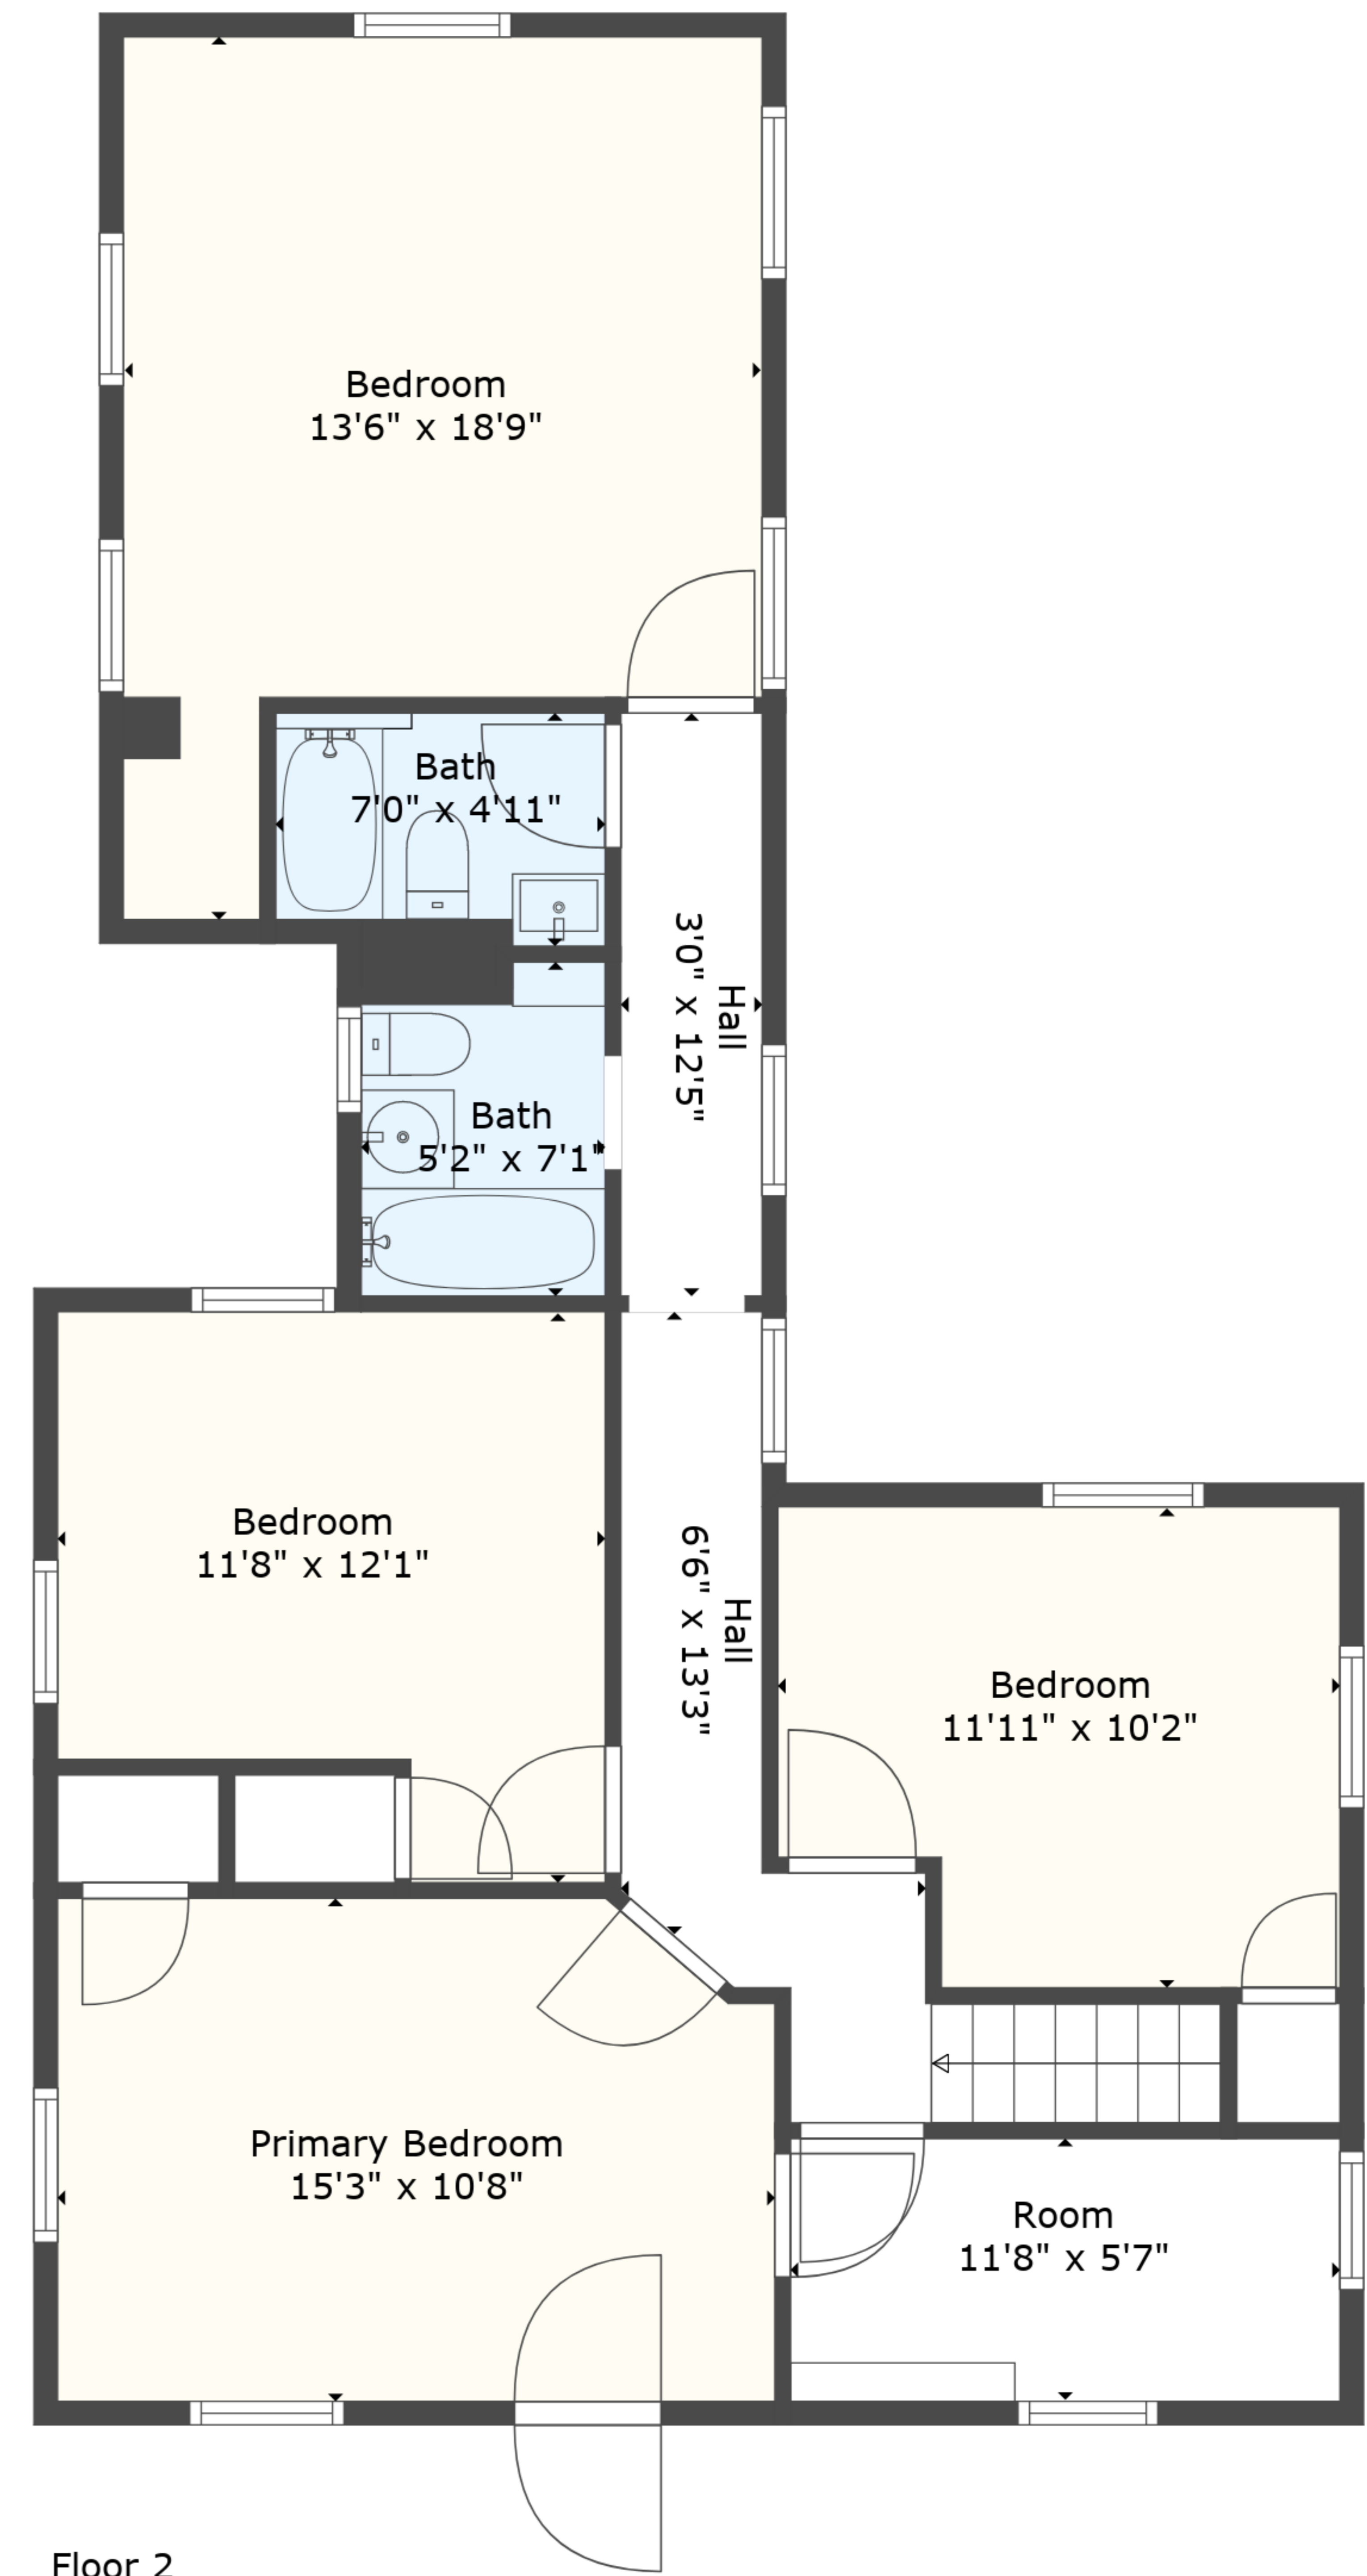 Bedroom
13'6" x 18'9"
Bath
7'0" x 4'11"
Hall
3'0" x 12'5"
Bath
5'2" x 7'1"
Bedroom
11'8" x 12'1"
Hall
6'6" x 13'3"
Bedroom
11'11" x 10'2"
Primary Bedroom
15'3" x 10'8"
Room
11'8" x 5'7"
Floor 2